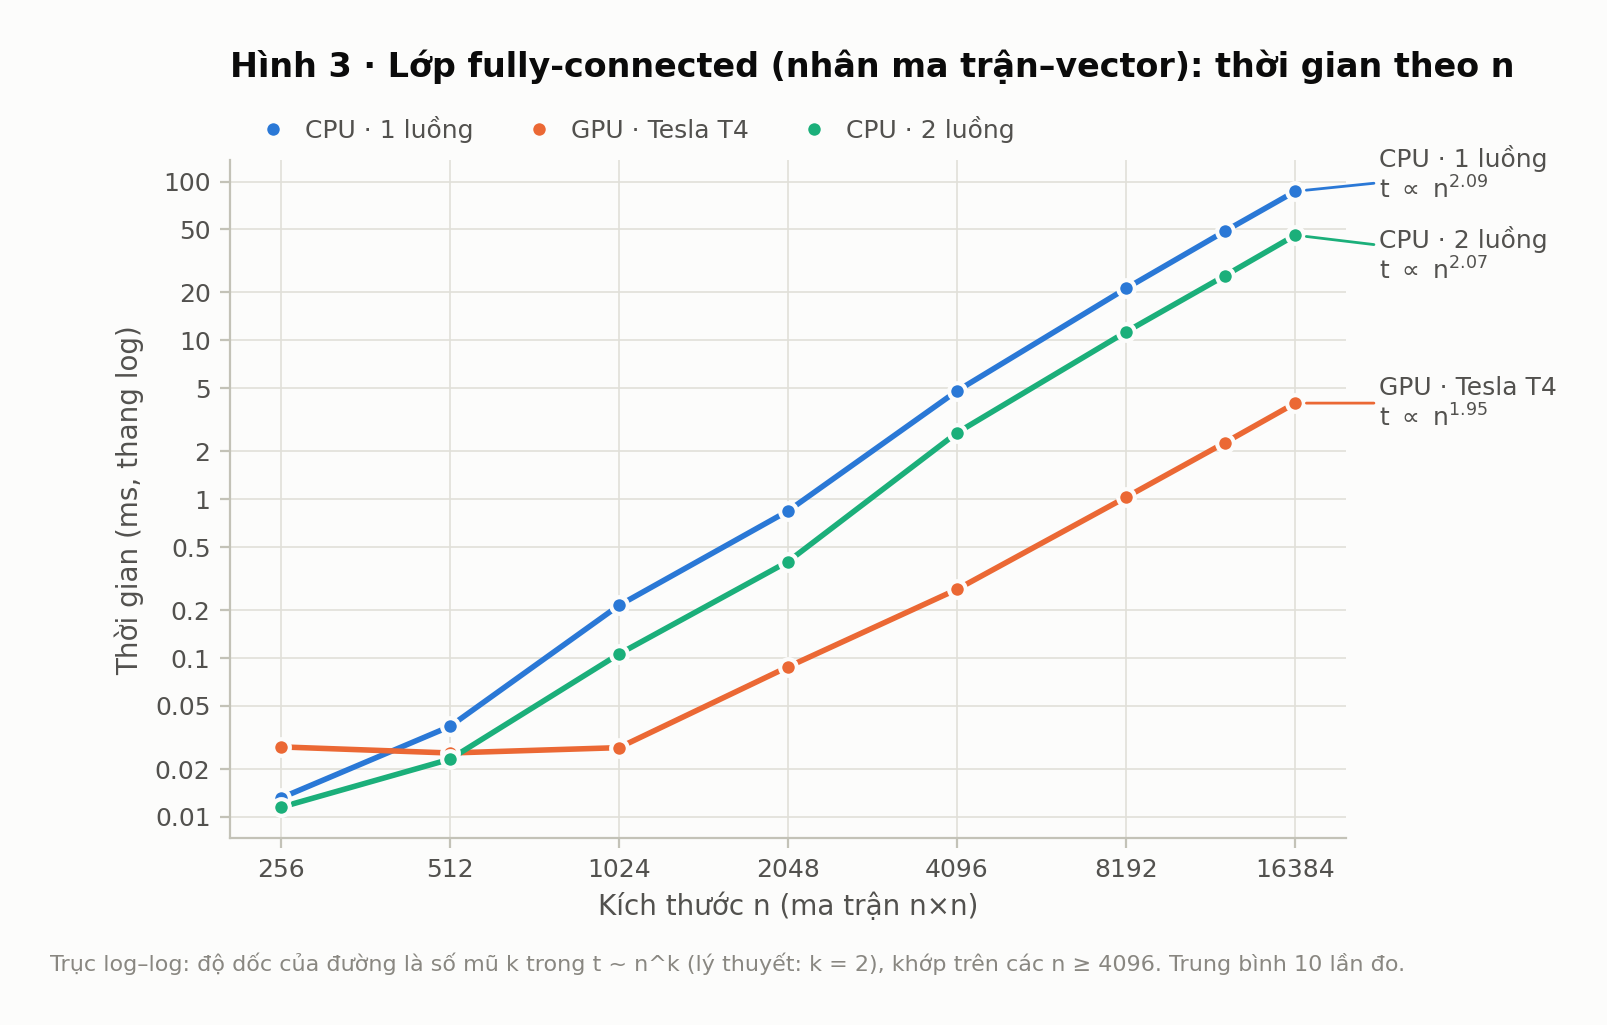 Hình 3 · Lớp fully-connected (nhân ma trận–vector): thời gian theo n
CPU · 1 luồng
GPU · Tesla T4
CPU · 2 luồng
CPU · 1 luồng
t ∝ n^2.09
CPU · 2 luồng
t ∝ n^2.07
GPU · Tesla T4
t ∝ n^1.95
Thời gian (ms, thang log)
100
50
20
10
5
2
1
0.5
0.2
0.1
0.05
0.02
0.01
256 512 1024 2048 4096 8192 16384
Kích thước n (ma trận n×n)
Trục log–log: độ dốc của đường là số mũ k trong t ~ n^k (lý thuyết: k = 2), khớp trên các n ≥ 4096. Trung bình 10 lần đo.